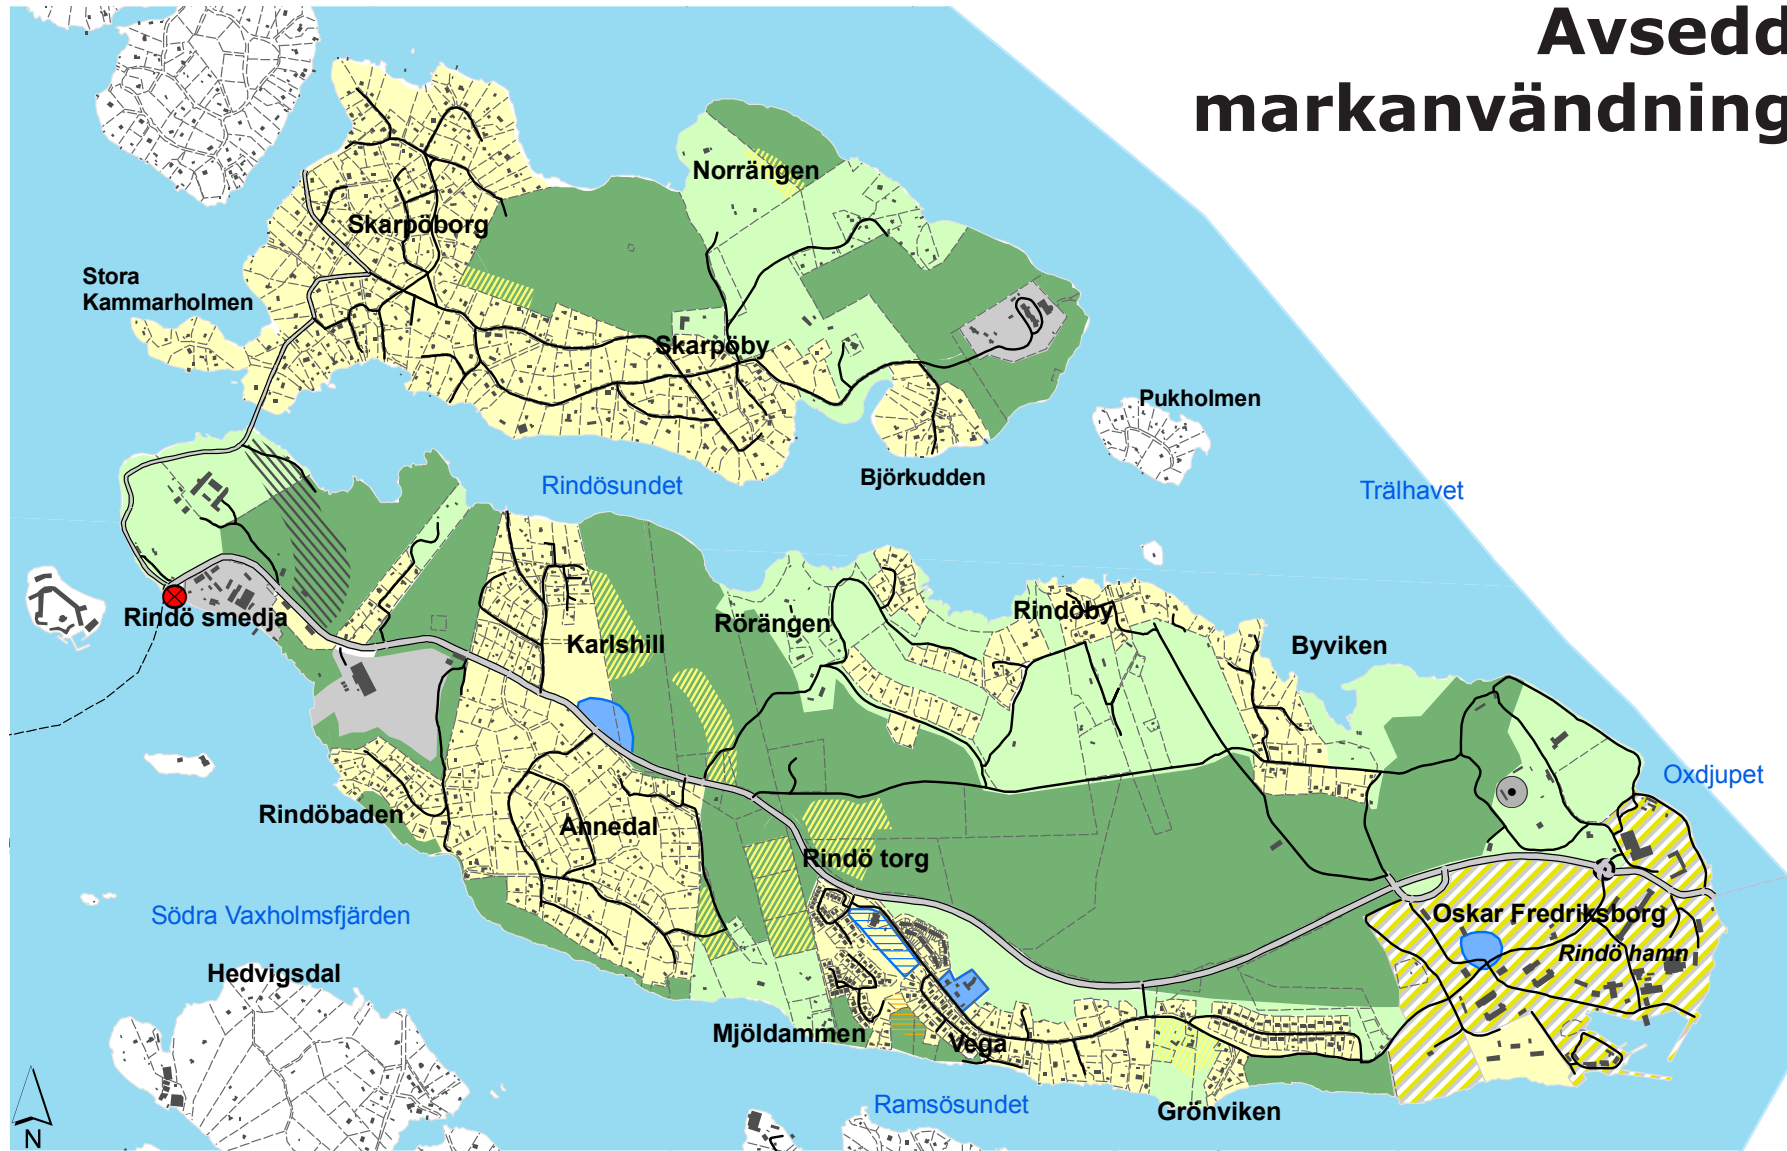 Avsedd
markanvändning
Norrängen
Skarpöborg
Stora
Kammarholmen
Skarpöby
Pukholmen
Björkudden
Rindösundet
Trälhavet
Rindö smedja
Karlshill
Rörängen
Rindöby
Byviken
Oxdjupet
Rindöbaden
Annedal
Rindö torg
Södra Vaxholmsfjärden
Oskar Fredriksborg
Rindö hamn
Hedvigsdal
Mjöldammen
Vega
Ramsösundet
Grönviken
N